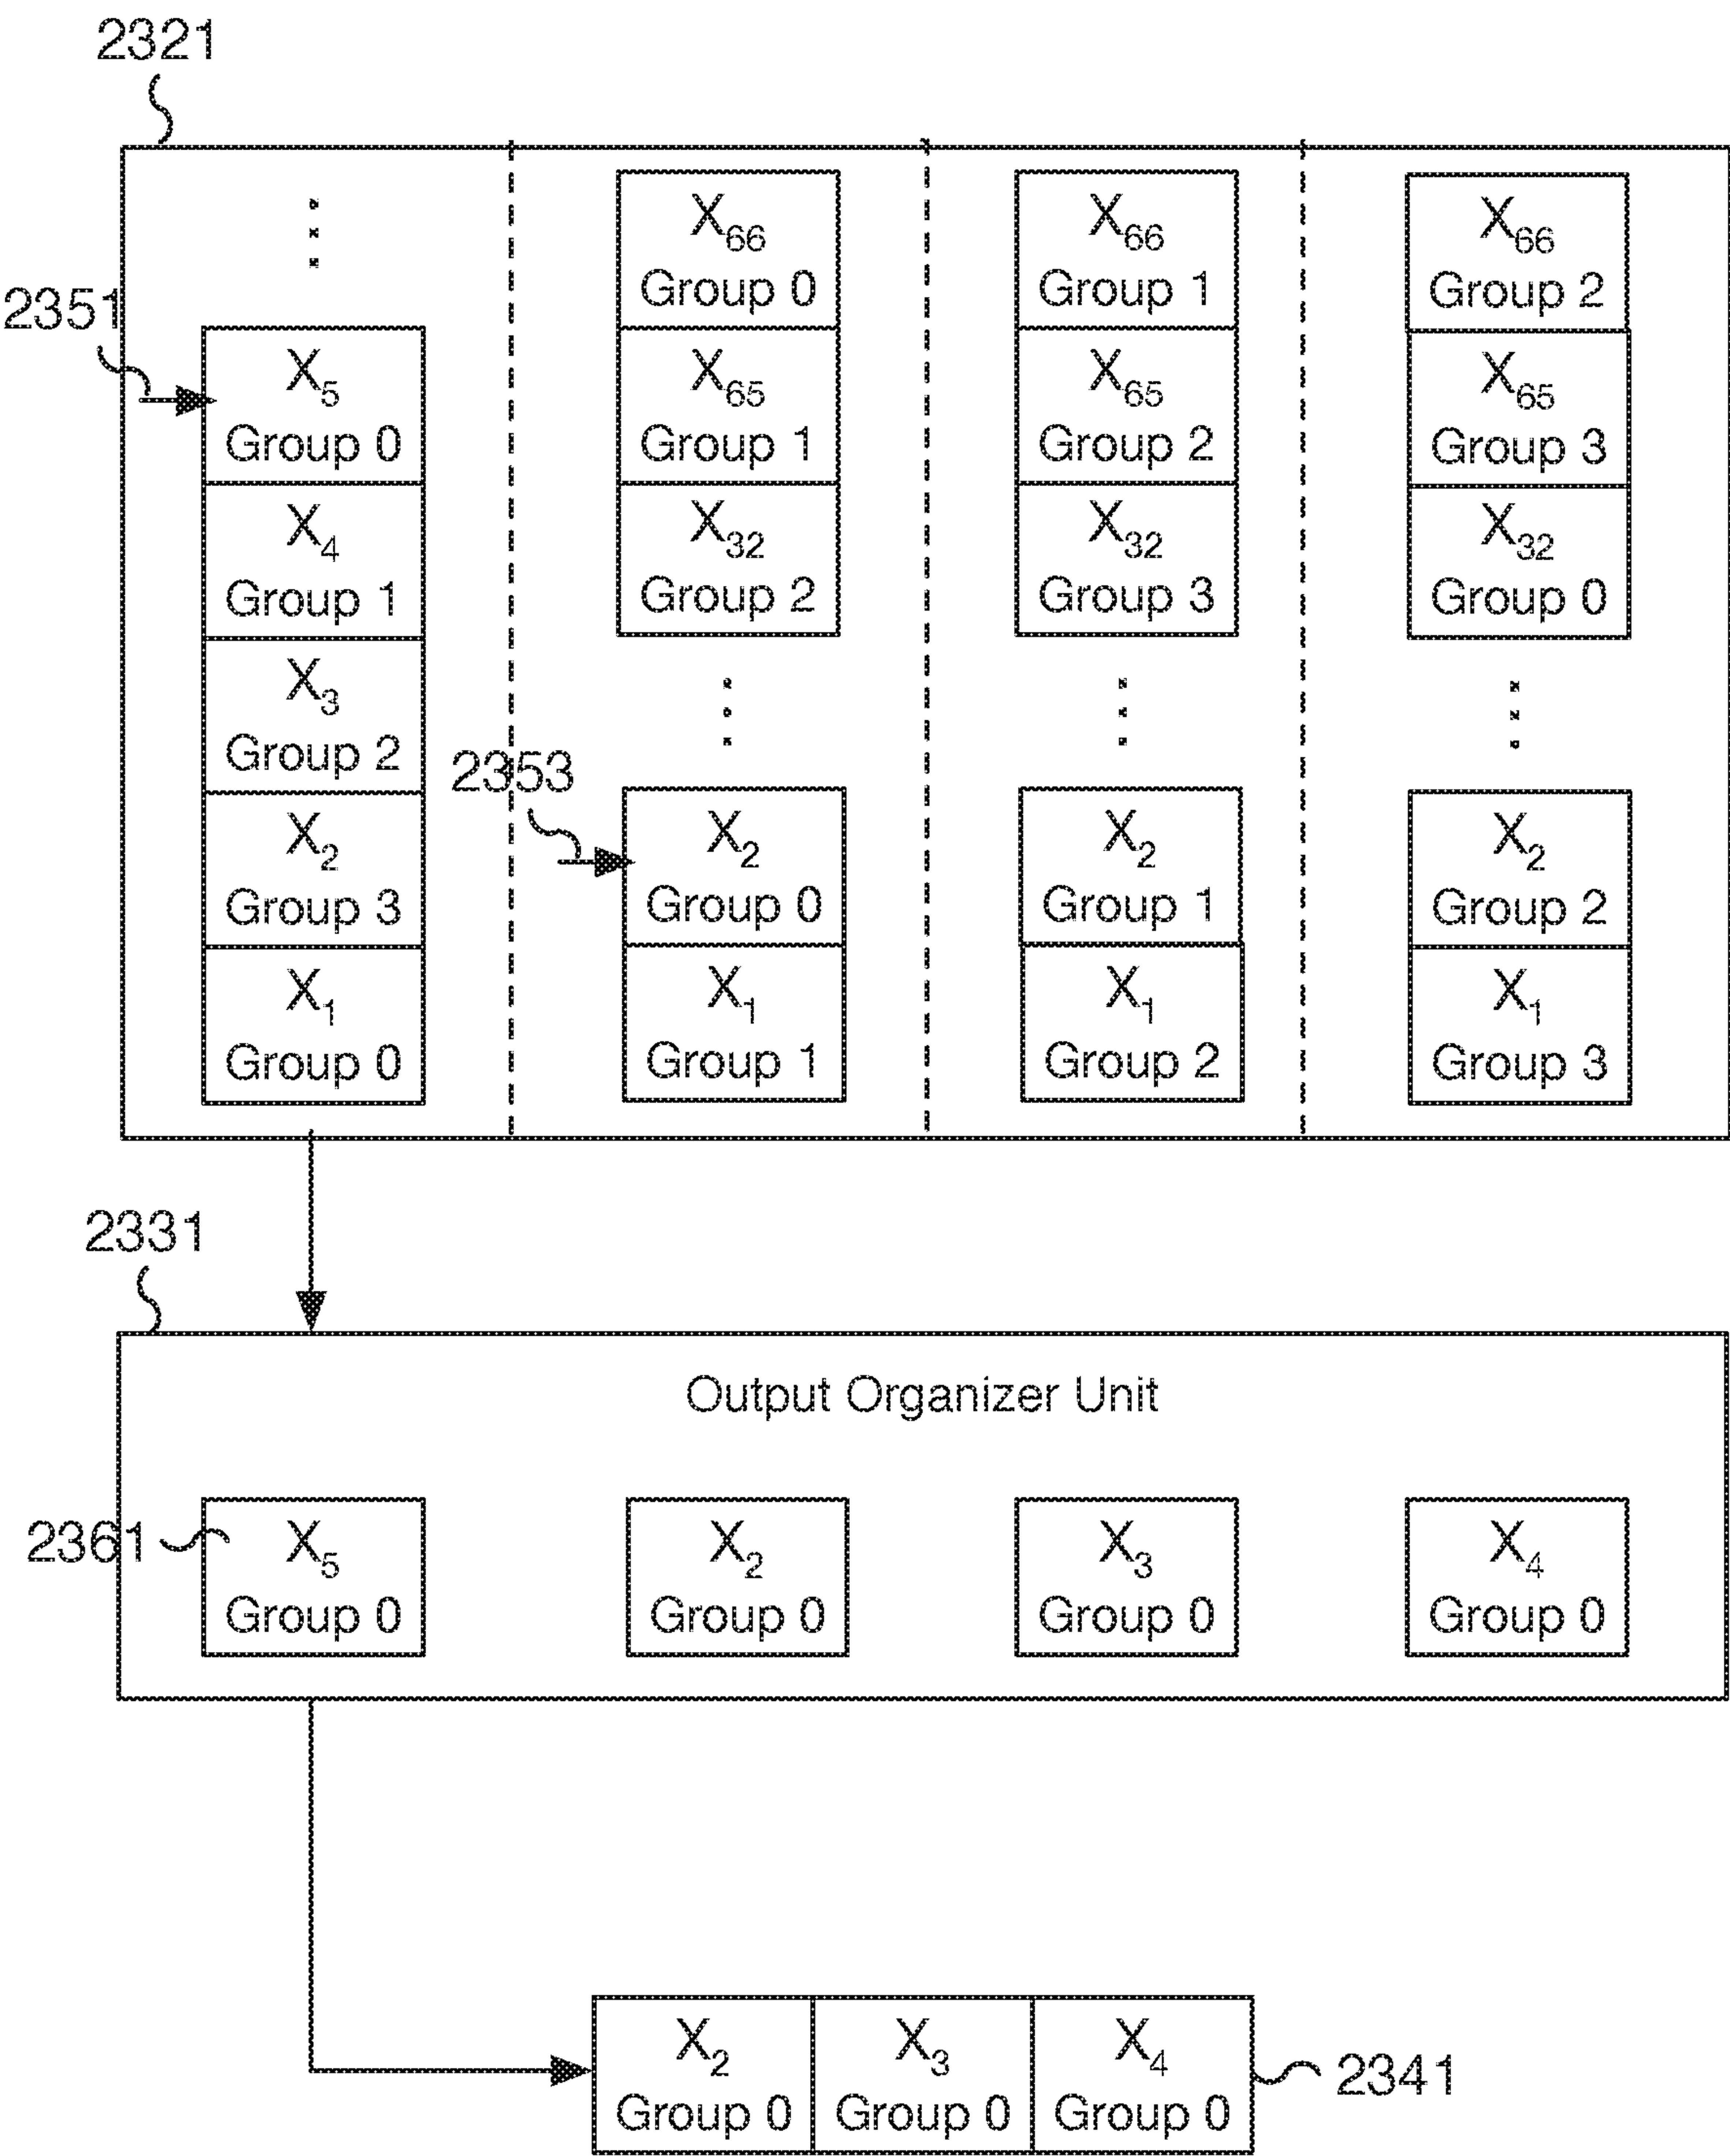 2321
X66 X66 X66
Group 0 Group 1 Group 2
2351
X5 X65 X65 X65
Group 0 Group 1 Group 2 Group 3
X4 X32 X32 X32
Group 1 Group 2 Group 3 Group 0
X3
Group 2
2353
X2 X2 X2 X2
Group 3 Group 0 Group 1 Group 2
X1 X1 X1 X1
Group 0 Group 1 Group 2 Group 3
2331
Output Organizer Unit
2361
X5 X2 X3 X4
Group 0 Group 0 Group 0 Group 0
X2 X3 X4
Group 0 Group 0 Group 0
2341